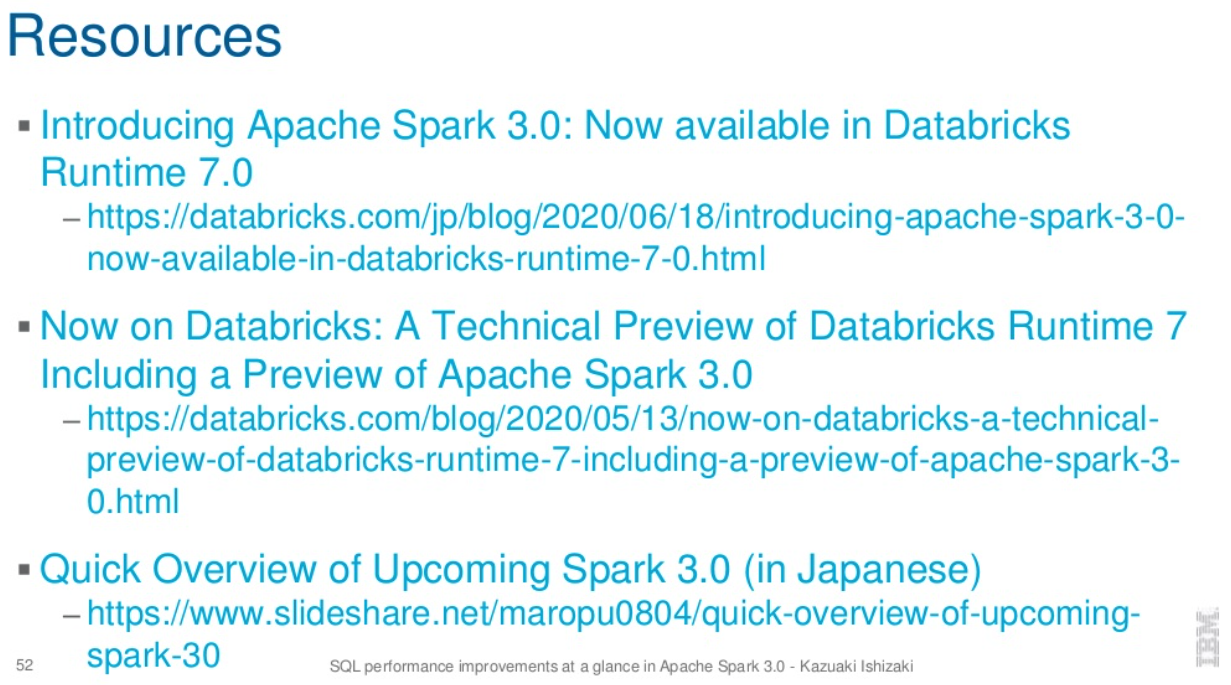 Resources
▪ Introducing Apache Spark 3.0: Now available in Databricks
Runtime 7.0
– https://databricks.com/jp/blog/2020/06/18/introducing-apache-spark-3-0-
now-available-in-databricks-runtime-7-0.html
▪ Now on Databricks: A Technical Preview of Databricks Runtime 7
Including a Preview of Apache Spark 3.0
– https://databricks.com/blog/2020/05/13/now-on-databricks-a-technical-
preview-of-databricks-runtime-7-including-a-preview-of-apache-spark-3-
0.html
▪ Quick Overview of Upcoming Spark 3.0 (in Japanese)
– https://www.slideshare.net/maropu0804/quick-overview-of-upcoming-
spark-30
52
SQL performance improvements at a glance in Apache Spark 3.0 - Kazuaki Ishizaki
IBM